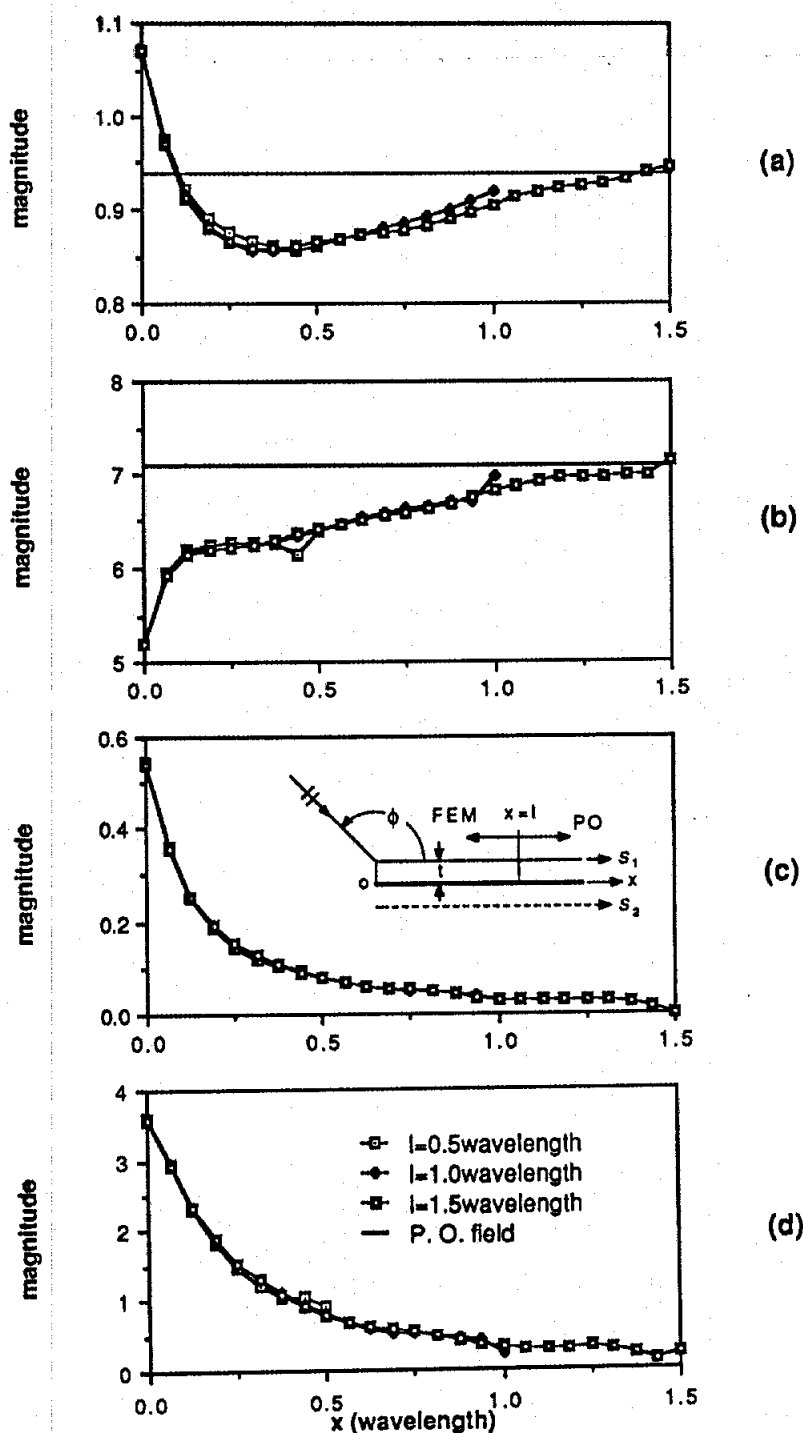 1.1
1.0
0.9
0.8
magnitude
0.0 0.5 1.0 1.5
(a)
8
7
6
5
magnitude
0.0 0.5 1.0 1.5
(b)
0.6
0.4
0.2
0.0
magnitude
ϕ
FEM x=l PO
t
S1
o
x
S2
0.0 0.5 1.0 1.5
(c)
4
3
2
1
0
magnitude
l=0.5wavelength
l=1.0wavelength
l=1.5wavelength
P. O. field
0.0 0.5 1.0 1.5
x (wavelength)
(d)